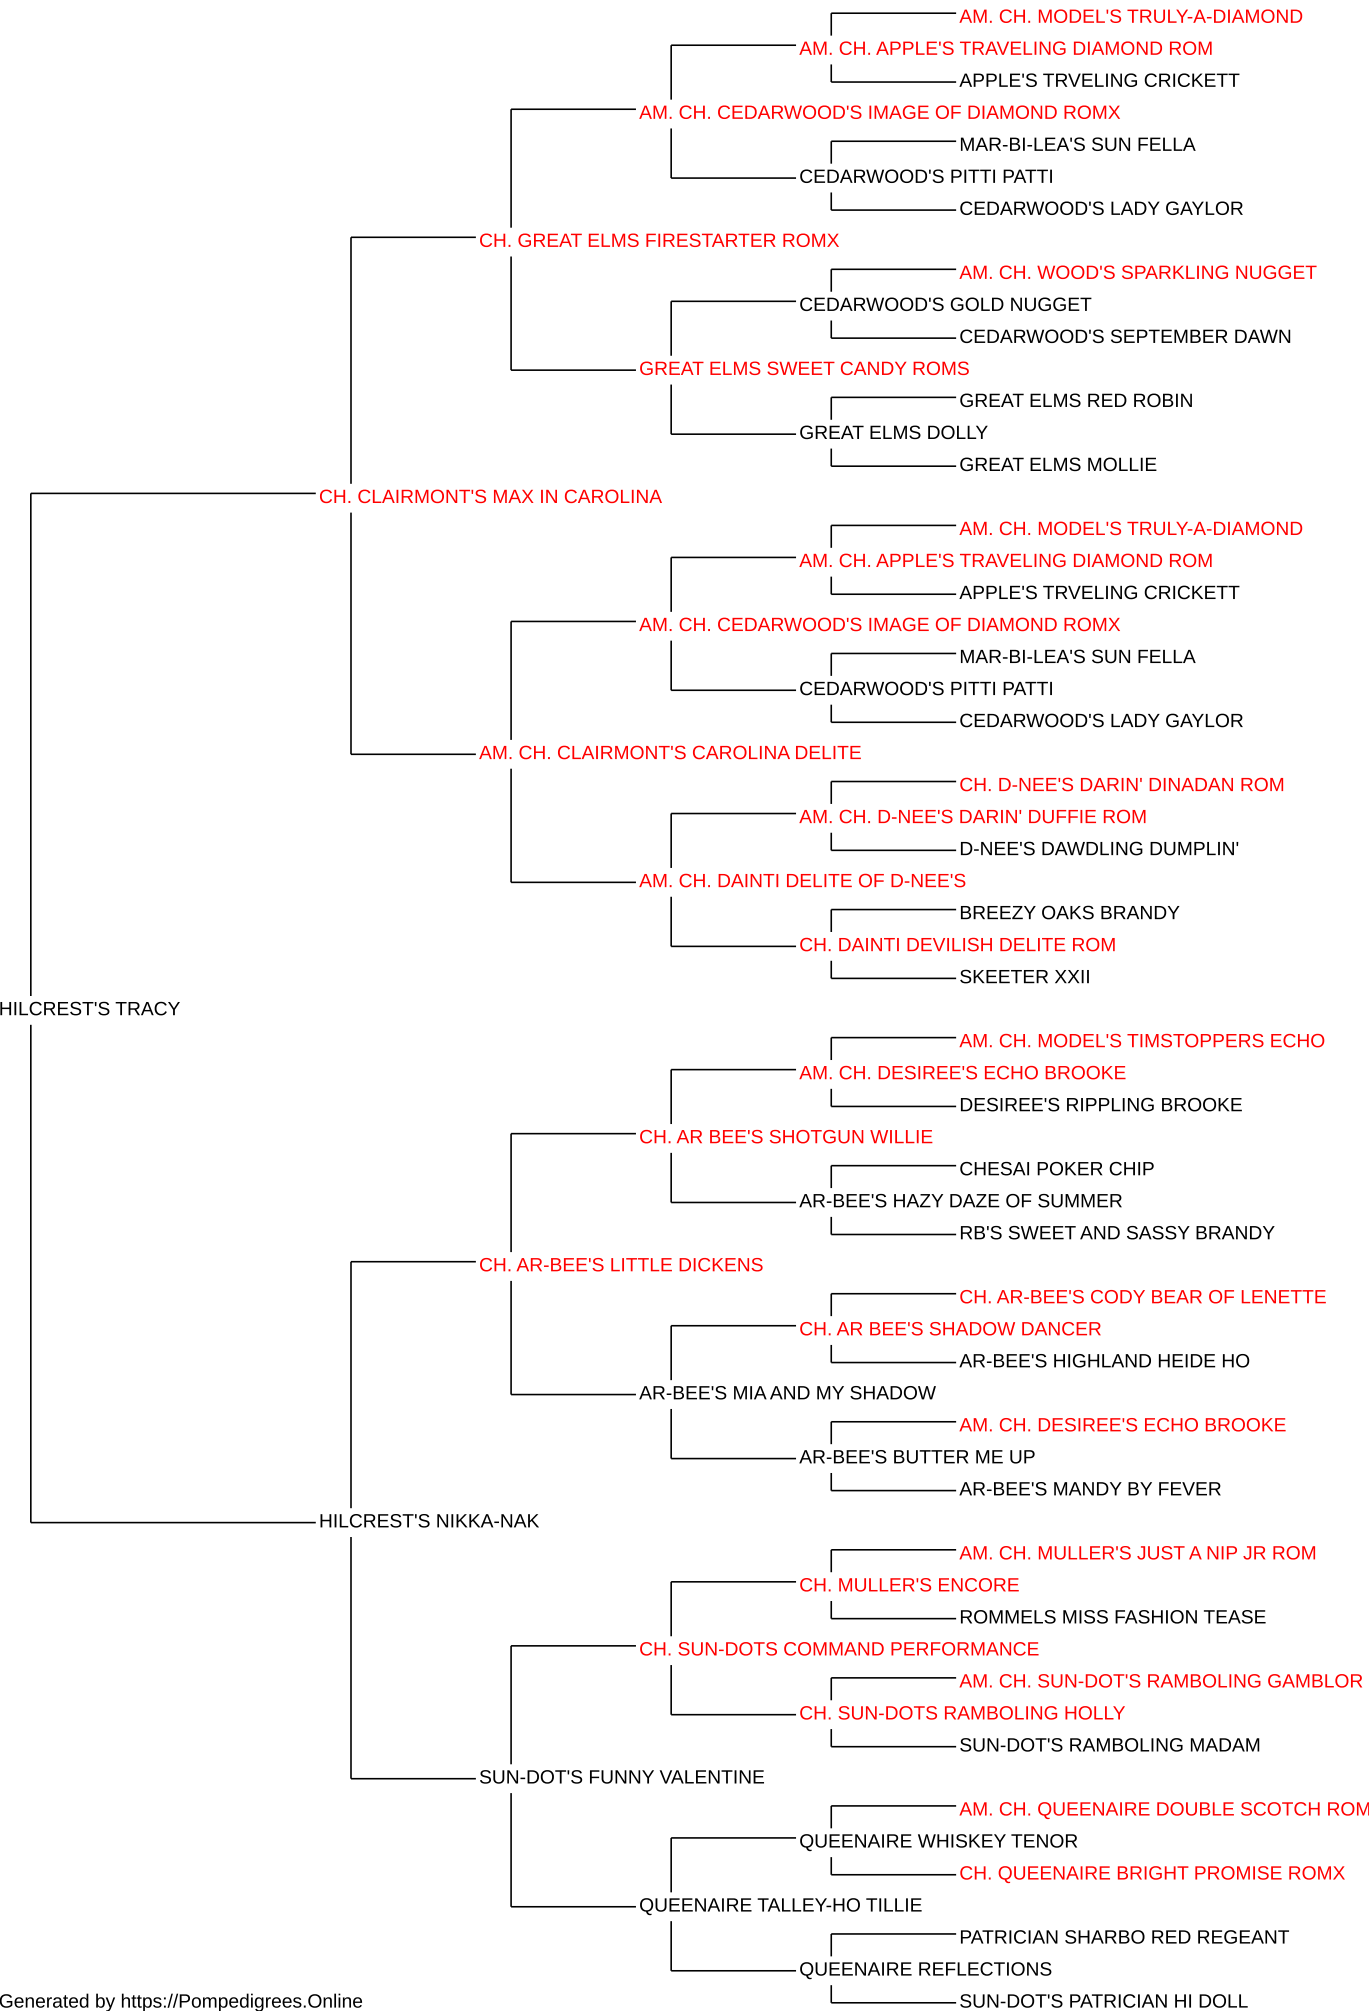 AM. CH. MODEL'S TRULY-A-DIAMOND
AM. CH. APPLE'S TRAVELING DIAMOND ROM
APPLE'S TRVELING CRICKETT
AM. CH. CEDARWOOD'S IMAGE OF DIAMOND ROMX
MAR-BI-LEA'S SUN FELLA
CEDARWOOD'S PITTI PATTI
CEDARWOOD'S LADY GAYLOR
CH. GREAT ELMS FIRESTARTER ROMX
AM. CH. WOOD'S SPARKLING NUGGET
CEDARWOOD'S GOLD NUGGET
CEDARWOOD'S SEPTEMBER DAWN
GREAT ELMS SWEET CANDY ROMS
GREAT ELMS RED ROBIN
GREAT ELMS DOLLY
GREAT ELMS MOLLIE
CH. CLAIRMONT'S MAX IN CAROLINA
AM. CH. MODEL'S TRULY-A-DIAMOND
AM. CH. APPLE'S TRAVELING DIAMOND ROM
APPLE'S TRVELING CRICKETT
AM. CH. CEDARWOOD'S IMAGE OF DIAMOND ROMX
MAR-BI-LEA'S SUN FELLA
CEDARWOOD'S PITTI PATTI
CEDARWOOD'S LADY GAYLOR
AM. CH. CLAIRMONT'S CAROLINA DELITE
CH. D-NEE'S DARIN' DINADAN ROM
AM. CH. D-NEE'S DARIN' DUFFIE ROM
D-NEE'S DAWDLING DUMPLIN'
AM. CH. DAINTI DELITE OF D-NEE'S
BREEZY OAKS BRANDY
CH. DAINTI DEVILISH DELITE ROM
SKEETER XXII
HILCREST'S TRACY
AM. CH. MODEL'S TIMSTOPPERS ECHO
AM. CH. DESIREE'S ECHO BROOKE
DESIREE'S RIPPLING BROOKE
CH. AR BEE'S SHOTGUN WILLIE
CHESAI POKER CHIP
AR-BEE'S HAZY DAZE OF SUMMER
RB'S SWEET AND SASSY BRANDY
CH. AR-BEE'S LITTLE DICKENS
CH. AR-BEE'S CODY BEAR OF LENETTE
CH. AR BEE'S SHADOW DANCER
AR-BEE'S HIGHLAND HEIDE HO
AR-BEE'S MIA AND MY SHADOW
AM. CH. DESIREE'S ECHO BROOKE
AR-BEE'S BUTTER ME UP
AR-BEE'S MANDY BY FEVER
HILCREST'S NIKKA-NAK
AM. CH. MULLER'S JUST A NIP JR ROM
CH. MULLER'S ENCORE
ROMMELS MISS FASHION TEASE
CH. SUN-DOTS COMMAND PERFORMANCE
AM. CH. SUN-DOT'S RAMBOLING GAMBLOR
CH. SUN-DOTS RAMBOLING HOLLY
SUN-DOT'S RAMBOLING MADAM
SUN-DOT'S FUNNY VALENTINE
AM. CH. QUEENAIRE DOUBLE SCOTCH ROM
QUEENAIRE WHISKEY TENOR
CH. QUEENAIRE BRIGHT PROMISE ROMX
QUEENAIRE TALLEY-HO TILLIE
PATRICIAN SHARBO RED REGEANT
QUEENAIRE REFLECTIONS
SUN-DOT'S PATRICIAN HI DOLL
Generated by https://Pompedigrees.Online